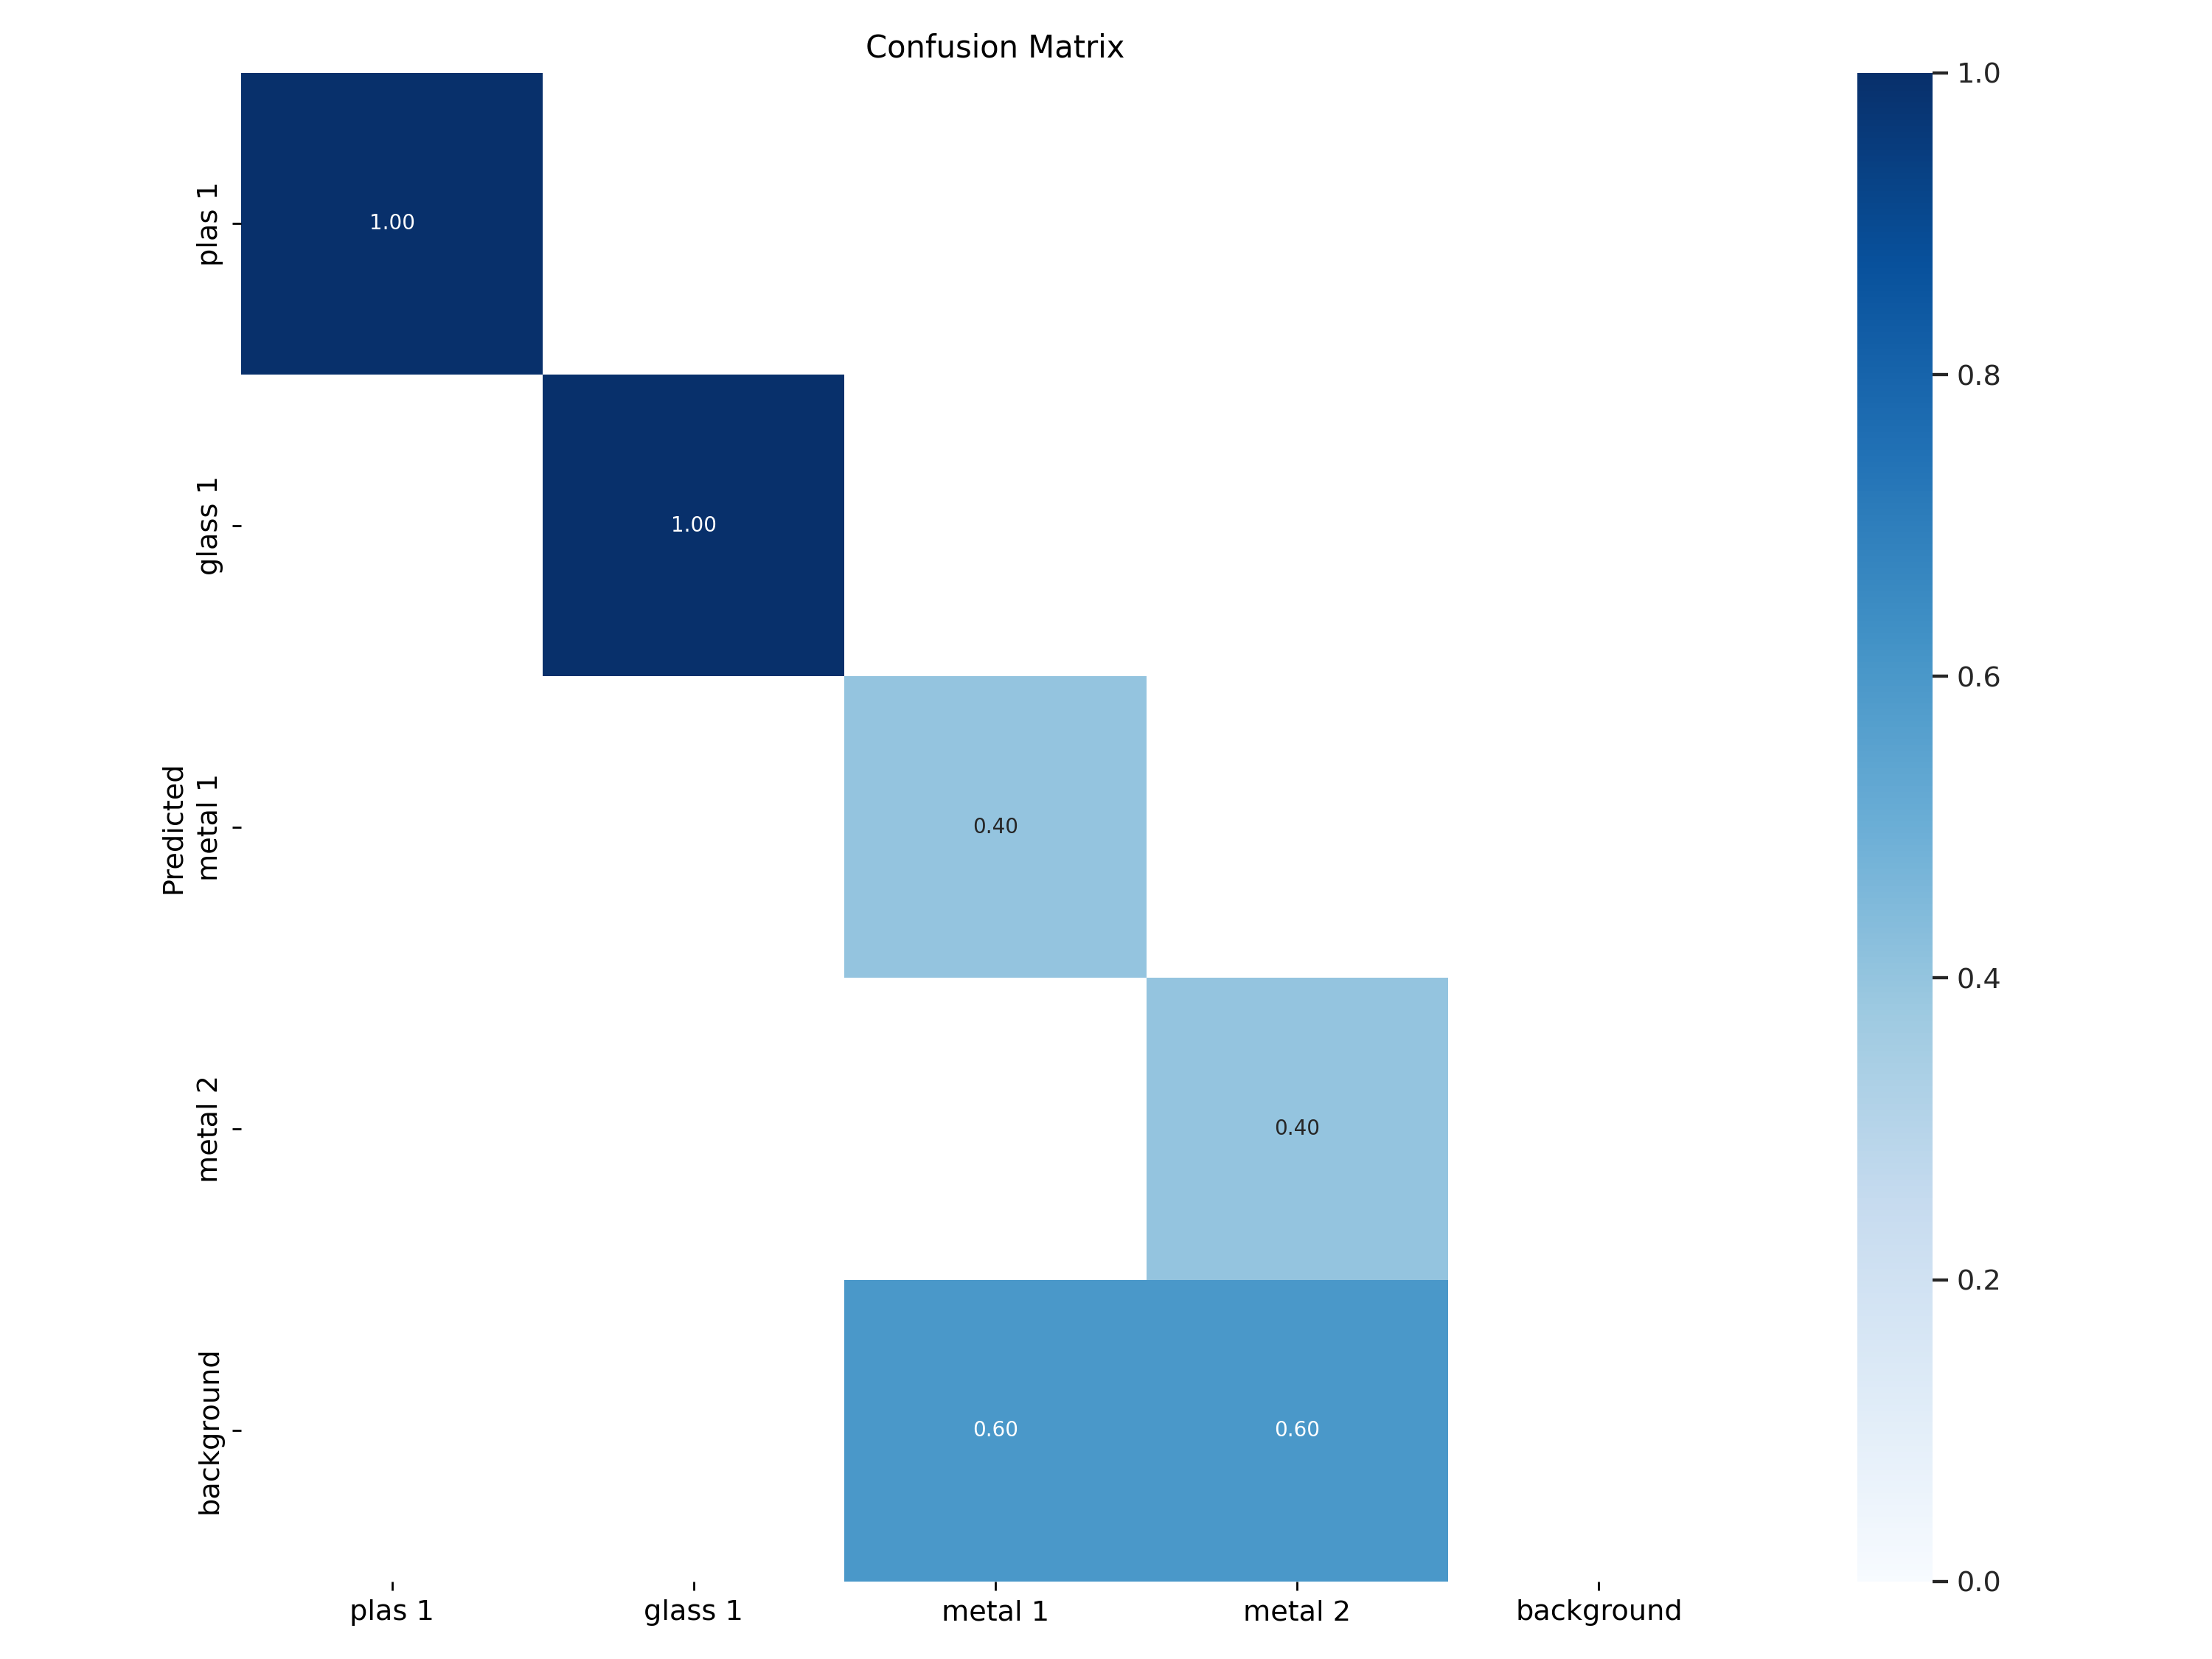 Confusion Matrix
1.0
plas 1
1.00
0.8
glass 1
1.00
0.6
Predicted
metal 1
0.40
0.4
metal 2
0.40
0.2
background
0.60
0.60
0.0
plas 1
glass 1
metal 1
metal 2
background